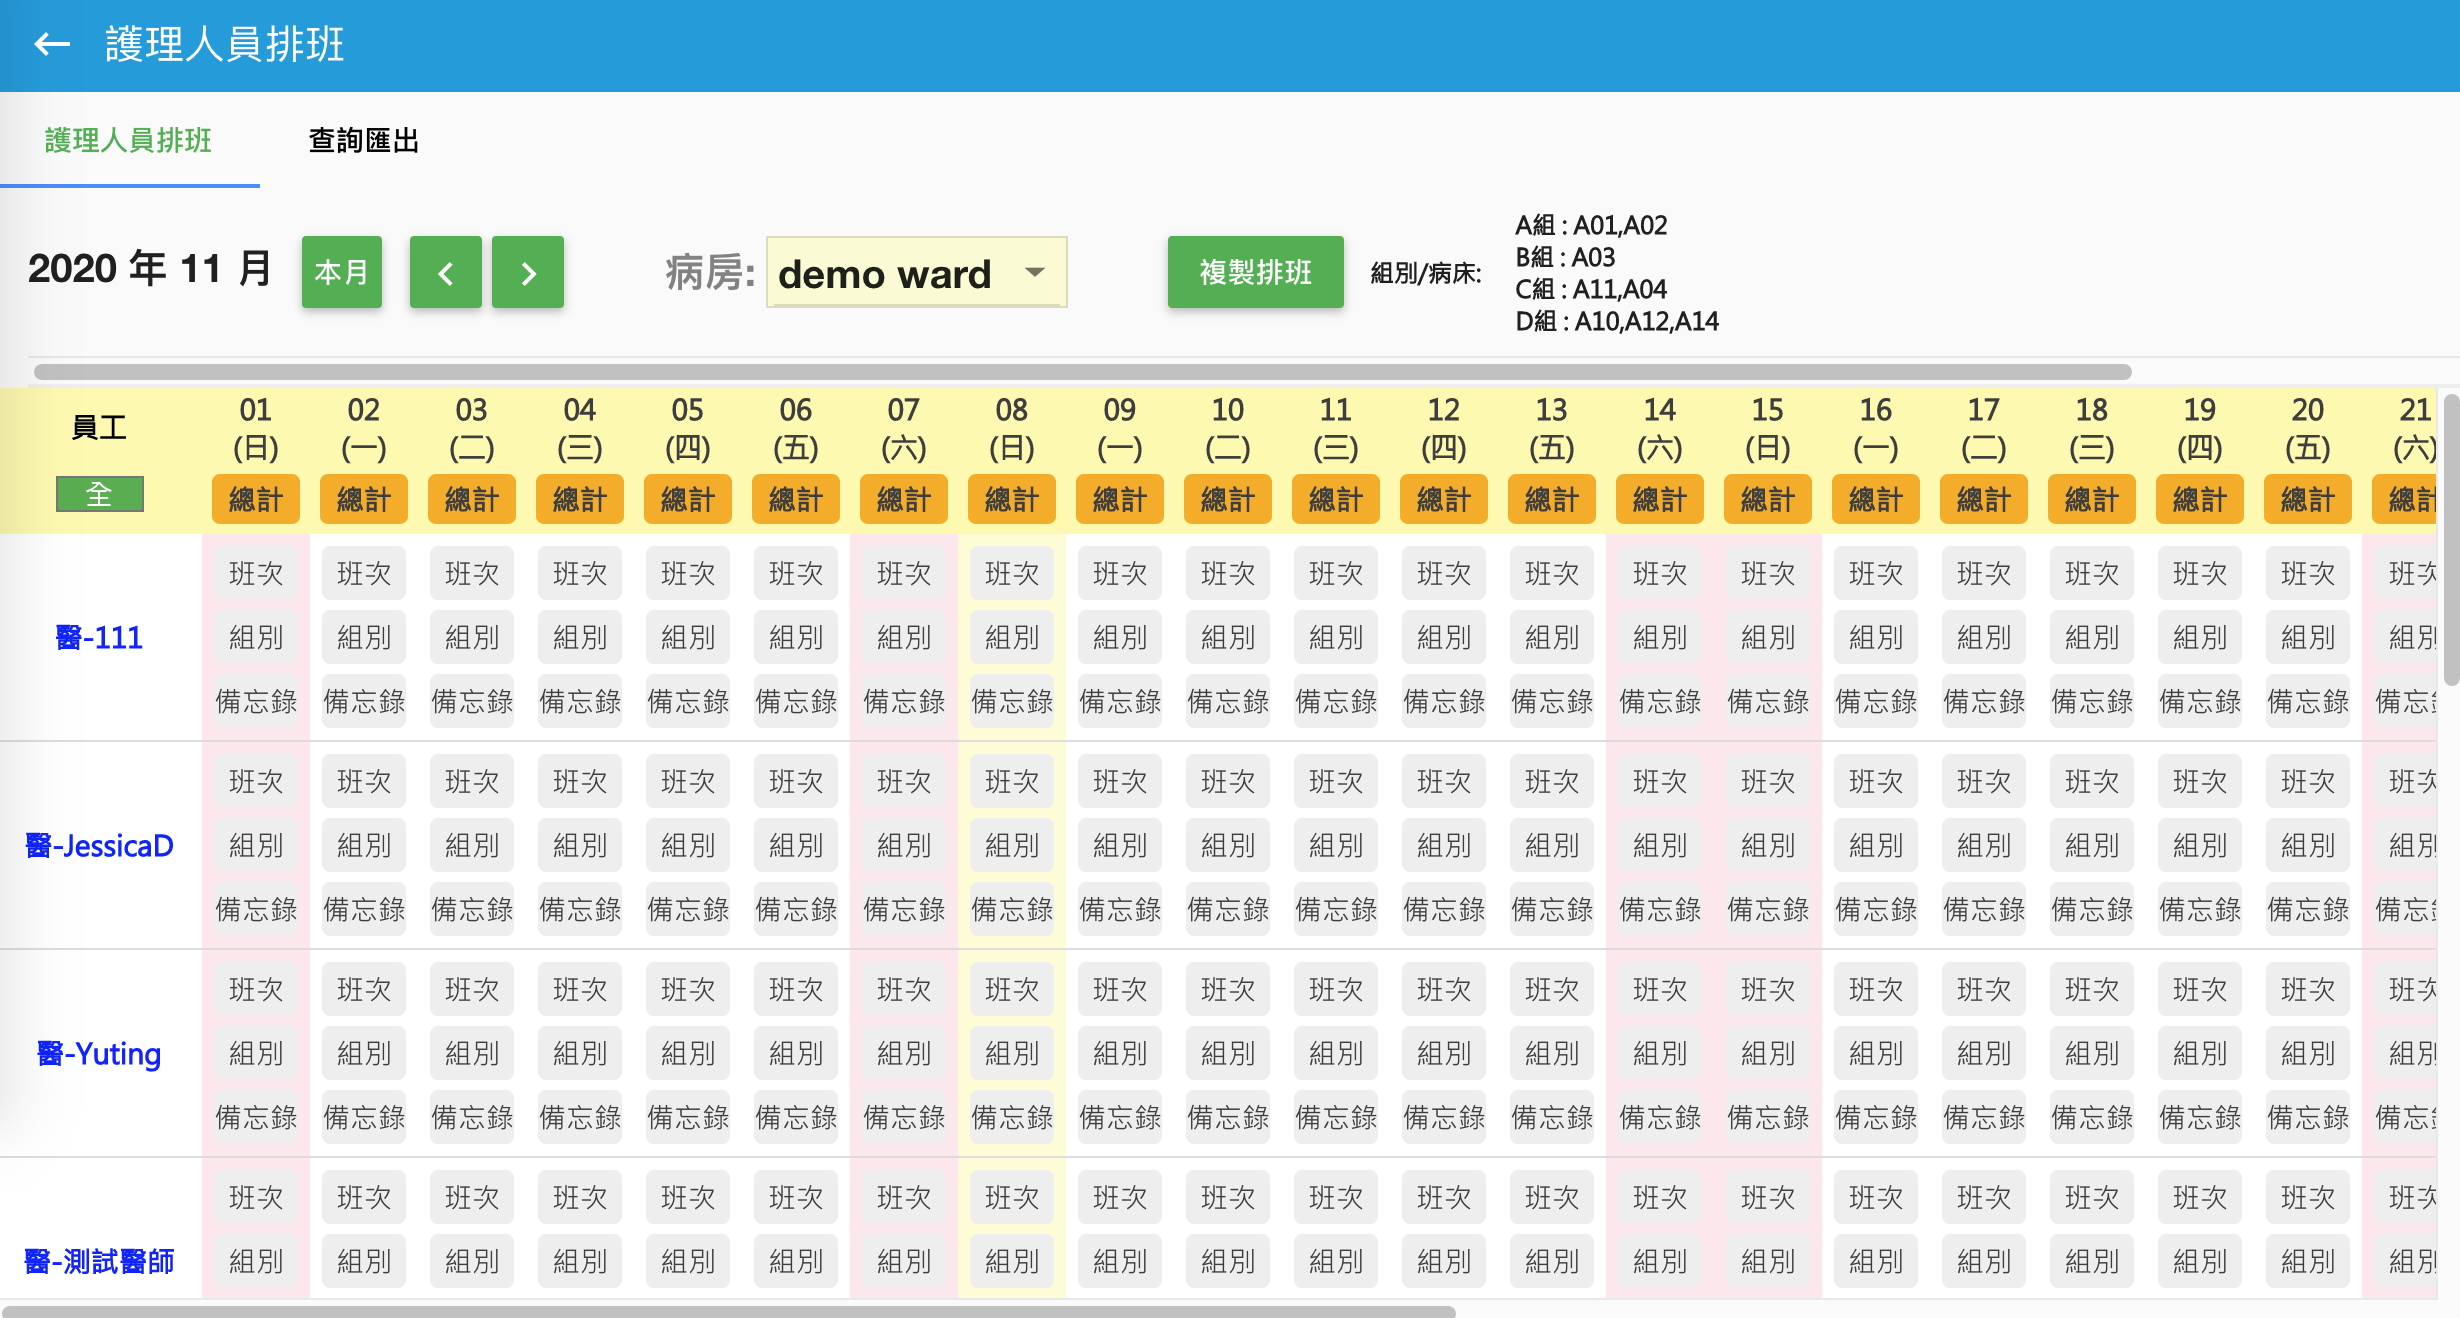 護理人員排班
護理人員排班 查詢匯出
2020 年 11 月 本月 病房: demo ward 複製排班 組別/病床:
A組 : A01,A02
B組 : A03
C組 : A11,A04
D組 : A10,A12,A14
員工 01 02 03 04 05 06 07 08 09 10 11 12 13 14 15 16 17 18 19 20 21
(日) (一) (二) (三) (四) (五) (六) (日) (一) (二) (三) (四) (五) (六) (日) (一) (二) (三) (四) (五) (六)
全 總計 總計 總計 總計 總計 總計 總計 總計 總計 總計 總計 總計 總計 總計 總計 總計 總計 總計 總計 總計 總計
班次 班次 班次 班次 班次 班次 班次 班次 班次 班次 班次 班次 班次 班次 班次 班次 班次 班次 班次 班次 班次
醫-111 組別 組別 組別 組別 組別 組別 組別 組別 組別 組別 組別 組別 組別 組別 組別 組別 組別 組別 組別 組別 組別
備忘錄 備忘錄 備忘錄 備忘錄 備忘錄 備忘錄 備忘錄 備忘錄 備忘錄 備忘錄 備忘錄 備忘錄 備忘錄 備忘錄 備忘錄 備忘錄 備忘錄 備忘錄 備忘錄 備忘錄 備忘
班次 班次 班次 班次 班次 班次 班次 班次 班次 班次 班次 班次 班次 班次 班次 班次 班次 班次 班次 班次 班次
醫-JessicaD 組別 組別 組別 組別 組別 組別 組別 組別 組別 組別 組別 組別 組別 組別 組別 組別 組別 組別 組別 組別 組別
備忘錄 備忘錄 備忘錄 備忘錄 備忘錄 備忘錄 備忘錄 備忘錄 備忘錄 備忘錄 備忘錄 備忘錄 備忘錄 備忘錄 備忘錄 備忘錄 備忘錄 備忘錄 備忘錄 備忘錄 備忘
班次 班次 班次 班次 班次 班次 班次 班次 班次 班次 班次 班次 班次 班次 班次 班次 班次 班次 班次 班次 班次
醫-Yuting 組別 組別 組別 組別 組別 組別 組別 組別 組別 組別 組別 組別 組別 組別 組別 組別 組別 組別 組別 組別 組別
備忘錄 備忘錄 備忘錄 備忘錄 備忘錄 備忘錄 備忘錄 備忘錄 備忘錄 備忘錄 備忘錄 備忘錄 備忘錄 備忘錄 備忘錄 備忘錄 備忘錄 備忘錄 備忘錄 備忘錄 備忘
班次 班次 班次 班次 班次 班次 班次 班次 班次 班次 班次 班次 班次 班次 班次 班次 班次 班次 班次 班次 班次
醫-測試醫師 組別 組別 組別 組別 組別 組別 組別 組別 組別 組別 組別 組別 組別 組別 組別 組別 組別 組別 組別 組別 組別